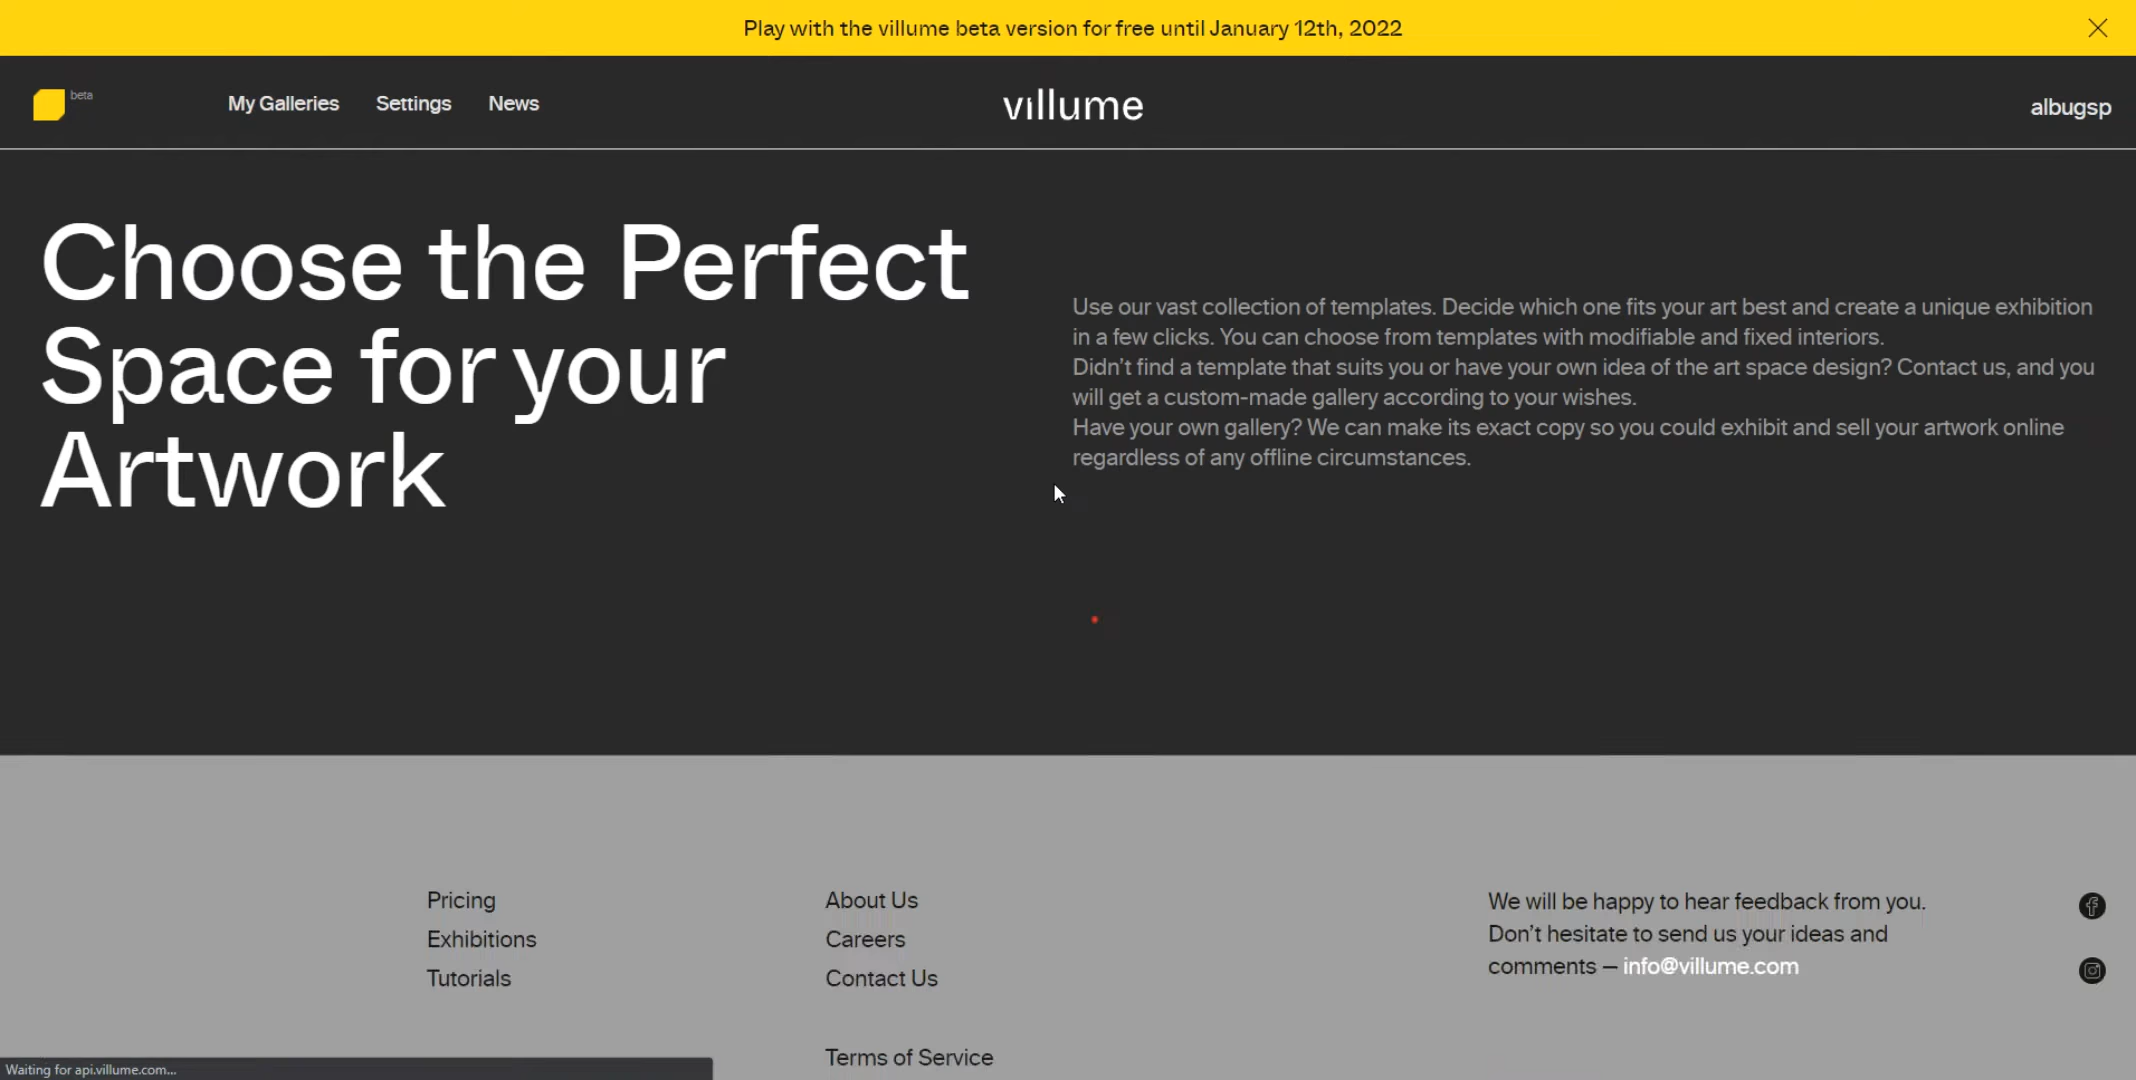 Play with the villume beta version for free until January 12th, 2022
beta
My Galleries Settings News
villume
albugsp
Choose the Perfect
Space for your
Artwork
Use our vast collection of templates. Decide which one fits your art best and create a unique exhibition
in a few clicks. You can choose from templates with modifiable and fixed interiors.
Didn’t find a template that suits you or have your own idea of the art space design? Contact us, and you
will get a custom-made gallery according to your wishes.
Have your own gallery? We can make its exact copy so you could exhibit and sell your artwork online
regardless of any offline circumstances.
Pricing
Exhibitions
Tutorials
About Us
Careers
Contact Us
Terms of Service
We will be happy to hear feedback from you.
Don’t hesitate to send us your ideas and
comments – info@villume.com
Waiting for api.villume.com...